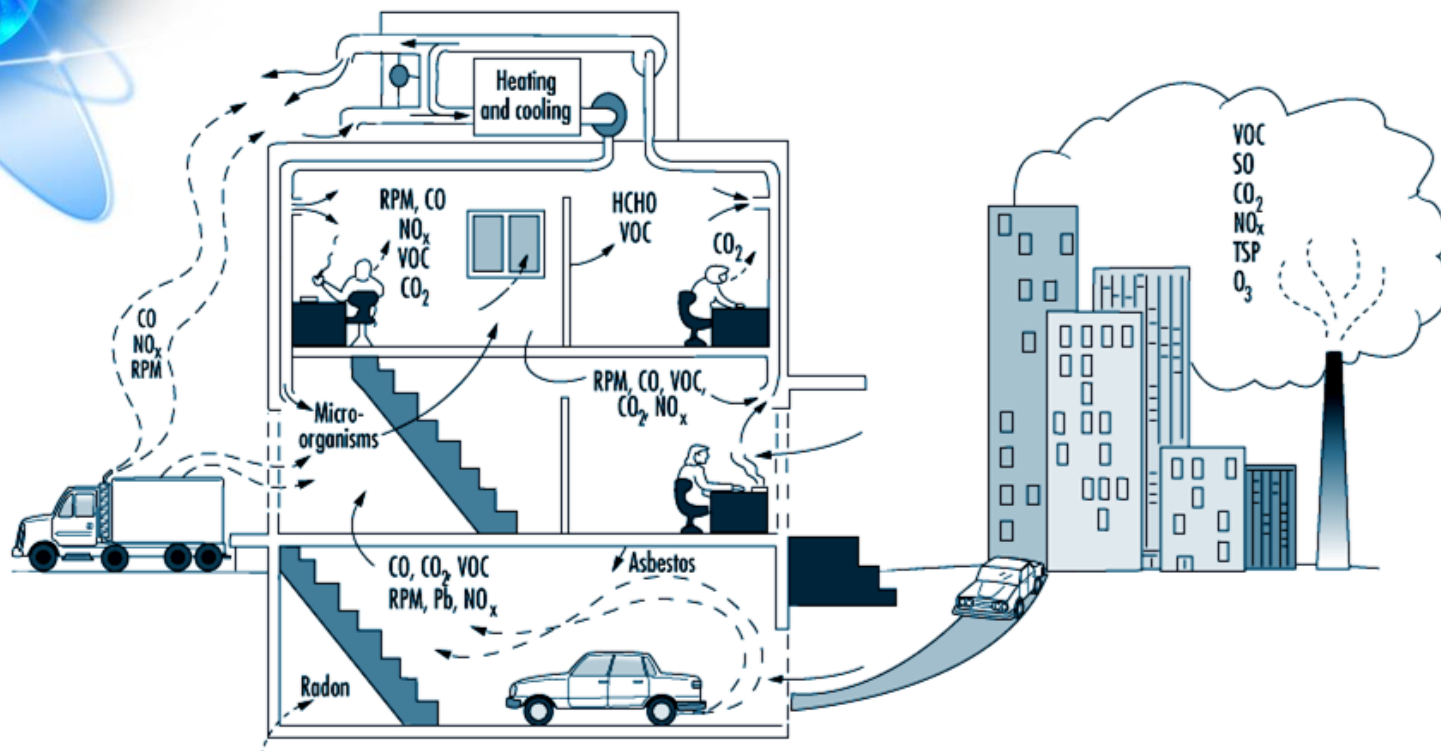 Heating
and cooling
RPM, CO
NOx
VOC
CO2
HCHO
VOC
CO2
VOC
SO
CO2
NOx
TSP
O3
CO
NOx
RPM
Micro-
organisms
RPM, CO, VOC,
CO2, NOx
CO, CO2, VOC
RPM, Pb, NOx
Asbestos
Radon